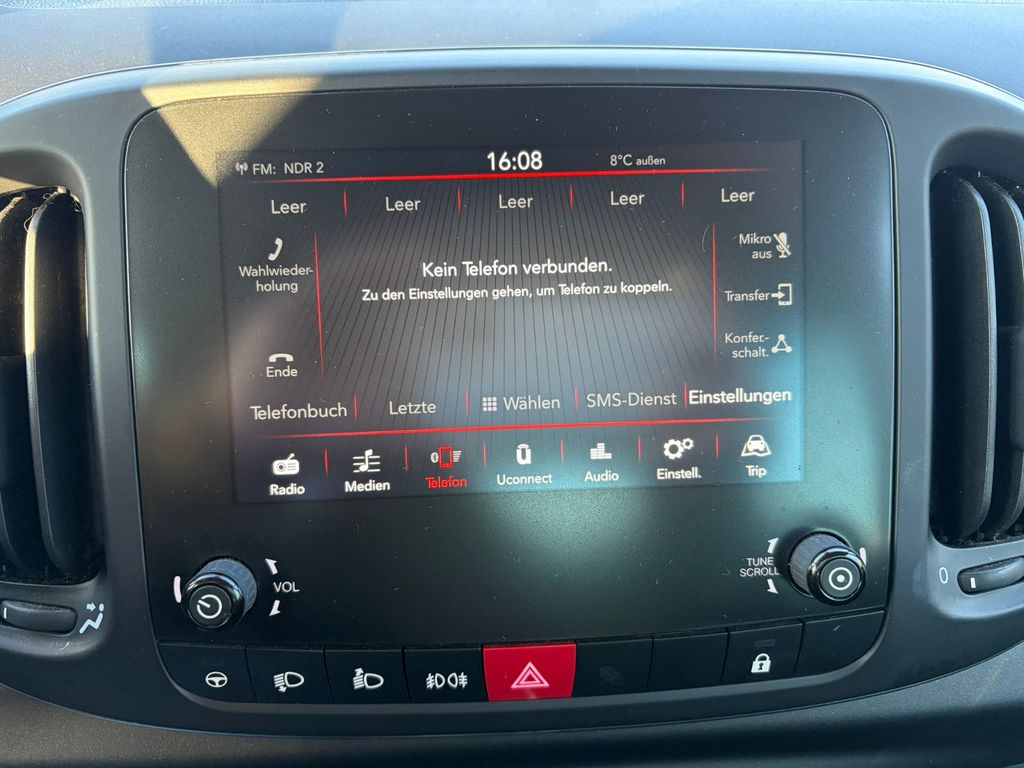 FM: NDR 2 16:08 8°C außen
Leer Leer Leer Leer Leer
Wahlwieder-
holung
Kein Telefon verbunden.
Zu den Einstellungen gehen, um Telefon zu koppeln.
Mikro
aus
Transfer
Konfer.-
schalt.
Ende
Telefonbuch Letzte Wählen SMS-Dienst Einstellungen
Radio Medien Telefon Uconnect Audio Einstell. Trip
VOL
TUNE
SCROLL
0